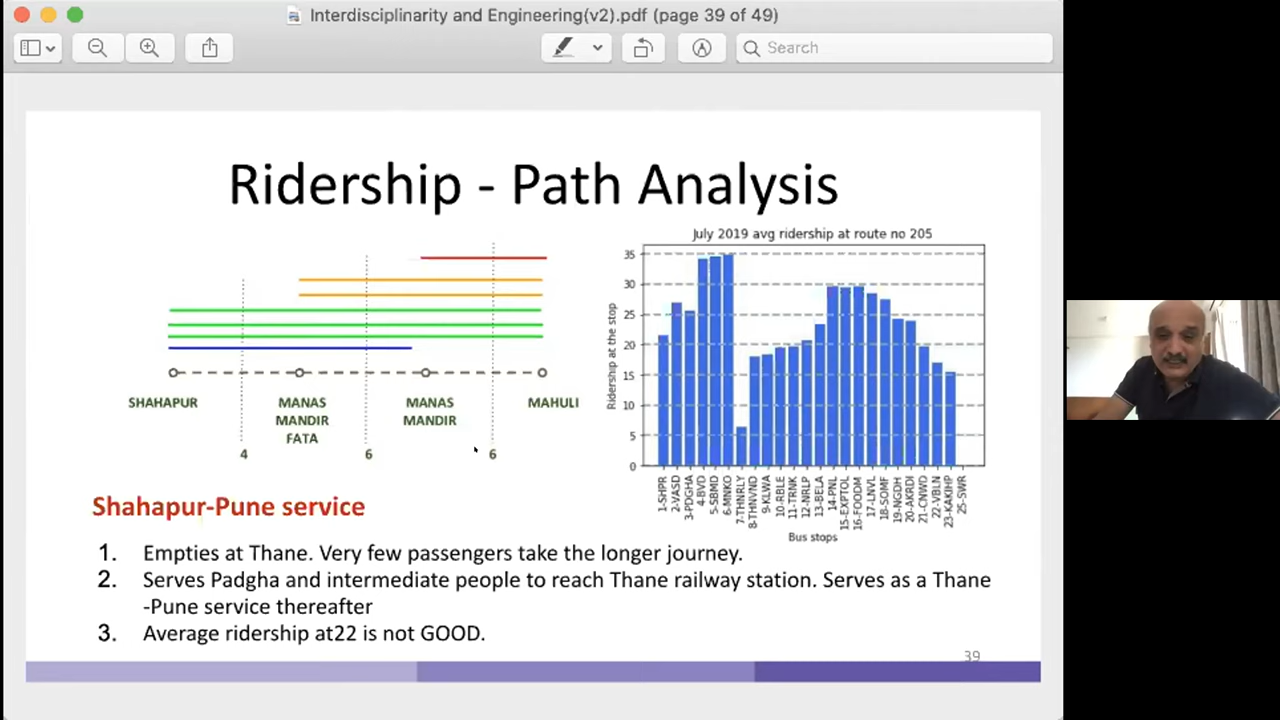 Interdisciplinarity and Engineering(v2).pdf (page 39 of 49)
Search
Ridership - Path Analysis
SHAHAPUR
MANAS
MANDIR
FATA
MANAS
MANDIR
MAHULI
4
6
6
July 2019 avg ridership at route no 205
Ridership at the stop
35
30
25
20
15
10
5
0
1-SHPR
2-VASD
3-PDGHA
4-BVD
5-SBMD
6-MNKO
7-THNRLY
8-THNVND
9-KLWA
10-RBLE
11-TRNK
12-NRLP
13-BELA
14-PNL
15-EXPTOL
16-FOODM
17-LNVL
18-SOMF
19-NGDH
20-AKRDI
21-CNWD
22-VBLN
23-KAKIHP
25-SWR
Bus stops
Shahapur-Pune service
1. Empties at Thane. Very few passengers take the longer journey.
2. Serves Padgha and intermediate people to reach Thane railway station. Serves as a Thane
-Pune service thereafter
3. Average ridership at22 is not GOOD.
39